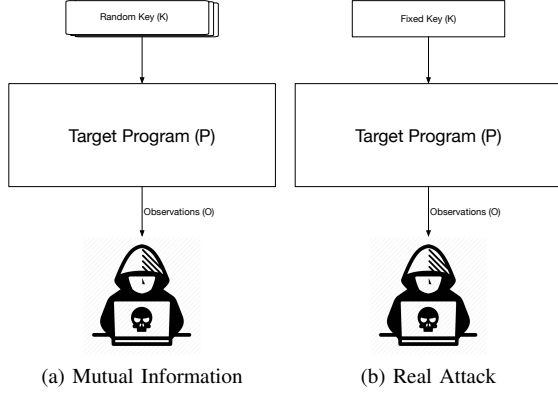 Random Key (K)
Fixed Key (K)
Target Program (P)
Target Program (P)
Observations (O)
Observations (O)
(a) Mutual Information
(b) Real Attack